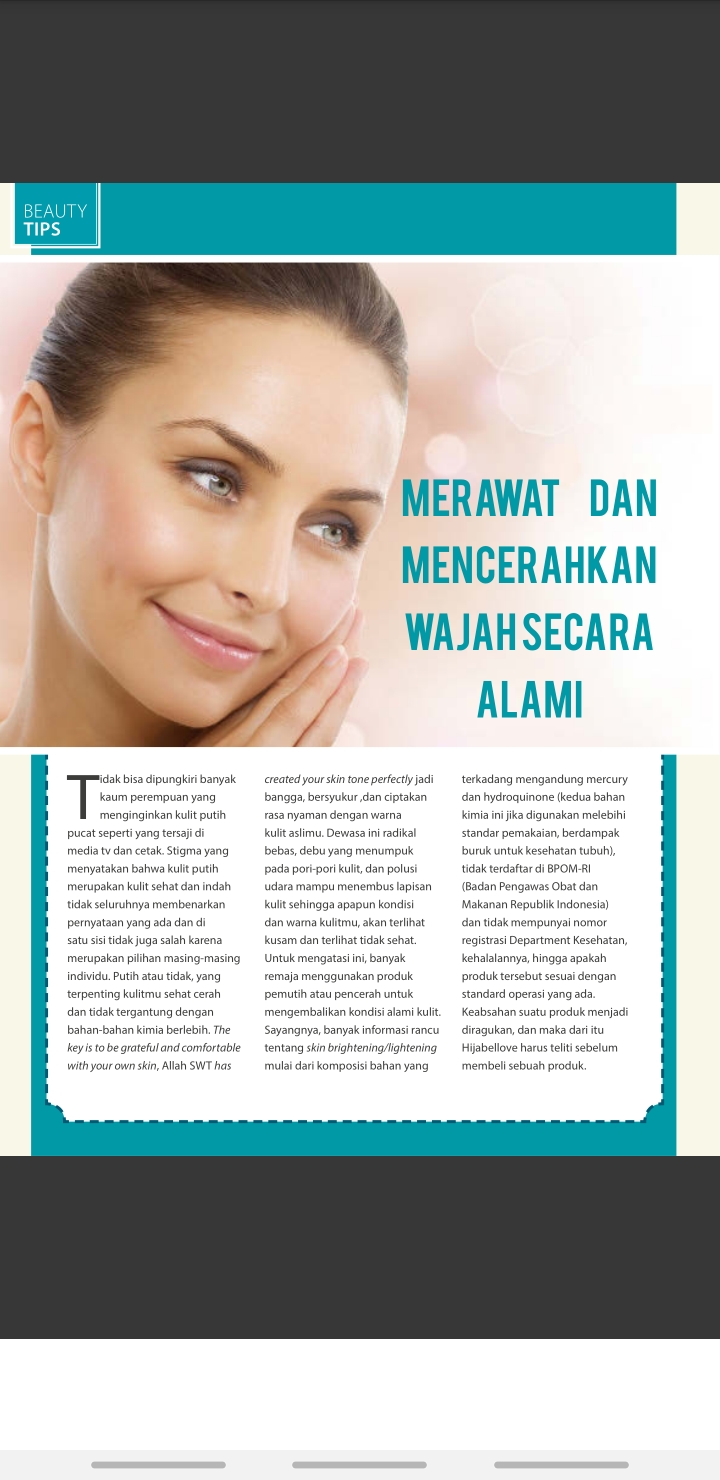 BEAUTY
TIPS
MERAWAT DAN
MENCERAHKAN
WAJAH SECARA
ALAMI
Tidak bisa dipungkiri banyak
kaum perempuan yang
menginginkan kulit putih
pucat seperti yang tersaji di
media tv dan cetak. Stigma yang
menyatakan bahwa kulit putih
merupakan kulit sehat dan indah
tidak seluruhnya membenarkan
pernyataan yang ada dan di
satu sisi tidak juga salah karena
merupakan pilihan masing-masing
individu. Putih atau tidak, yang
terpenting kulitmu sehat cerah
dan tidak tergantung dengan
bahan-bahan kimia berlebih. The
key is to be grateful and comfortable
with your own skin, Allah SWT has
created your skin tone perfectly jadi
bangga, bersyukur ,dan ciptakan
rasa nyaman dengan warna
kulit aslimu. Dewasa ini radikal
bebas, debu yang menumpuk
pada pori-pori kulit, dan polusi
udara mampu menembus lapisan
kulit sehingga apapun kondisi
dan warna kulitmu, akan terlihat
kusam dan terlihat tidak sehat.
Untuk mengatasi ini, banyak
remaja menggunakan produk
pemutih atau pencerah untuk
mengembalikan kondisi alami kulit.
Sayangnya, banyak informasi rancu
tentang skin brightening/lightening
mulai dari komposisi bahan yang
terkadang mengandung mercury
dan hydroquinone (kedua bahan
kimia ini jika digunakan melebihi
standar pemakaian, berdampak
buruk untuk kesehatan tubuh),
tidak terdaftar di BPOM-RI
(Badan Pengawas Obat dan
Makanan Republik Indonesia)
dan tidak mempunyai nomor
registrasi Department Kesehatan,
kehalalannya, hingga apakah
produk tersebut sesuai dengan
standard operasi yang ada.
Keabsahan suatu produk menjadi
diragukan, dan maka dari itu
Hijabellove harus teliti sebelum
membeli sebuah produk.